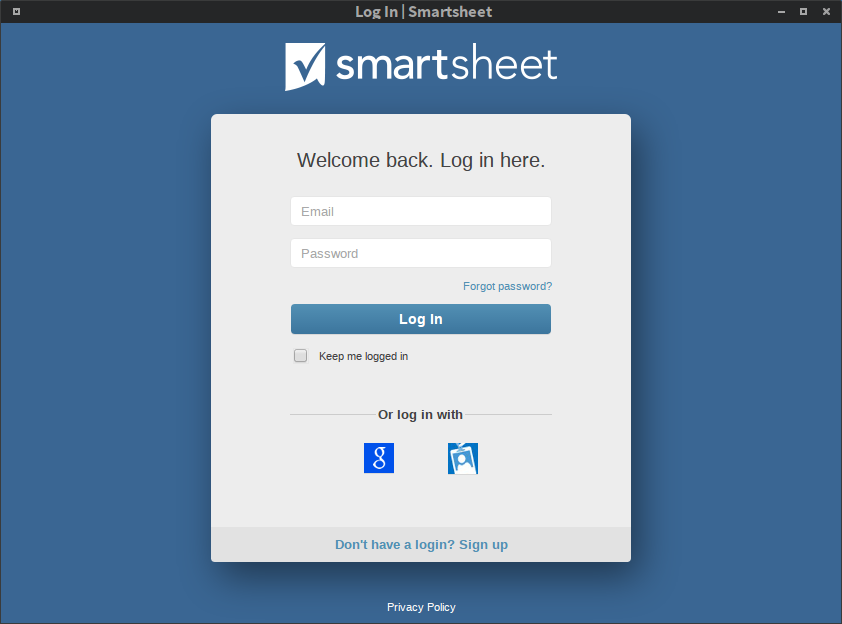 Log In | Smartsheet
smartsheet
Welcome back. Log in here.
Email
Password
Forgot password?
Log In
Keep me logged in
Or log in with
g
Don't have a login? Sign up
Privacy Policy